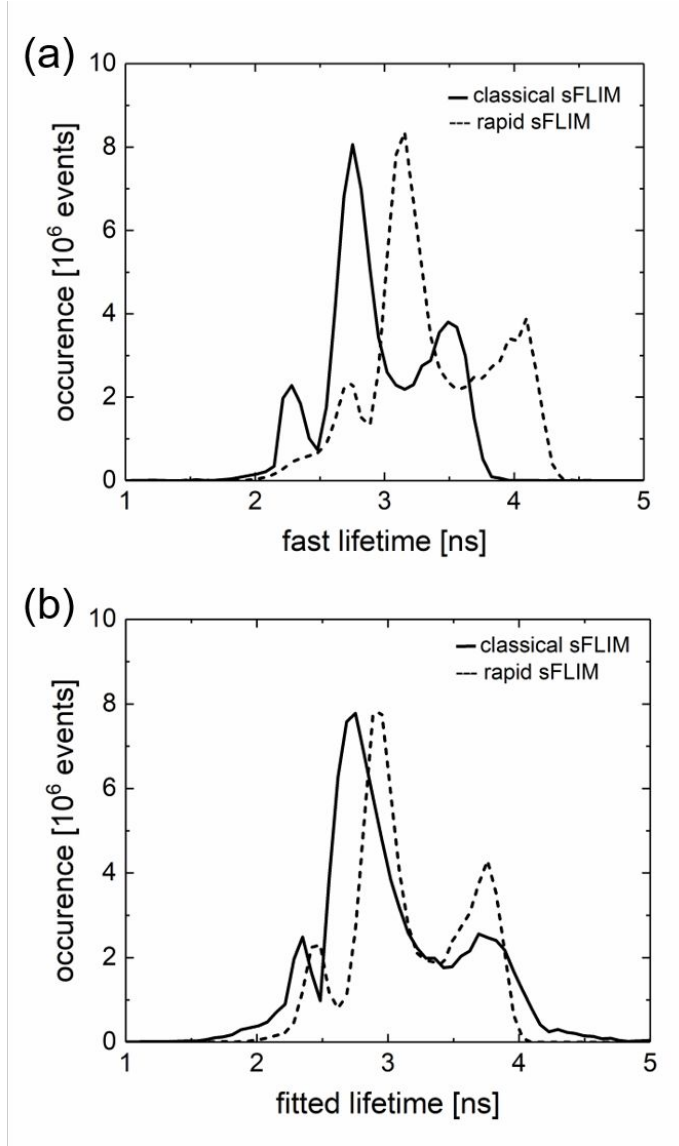 (a)
10
8
6
4
2
0
occurence [10⁶ events]
classical sFLIM
rapid sFLIM
1 2 3 4 5
fast lifetime [ns]
(b)
10
8
6
4
2
0
occurence [10⁶ events]
classical sFLIM
rapid sFLIM
1 2 3 4 5
fitted lifetime [ns]